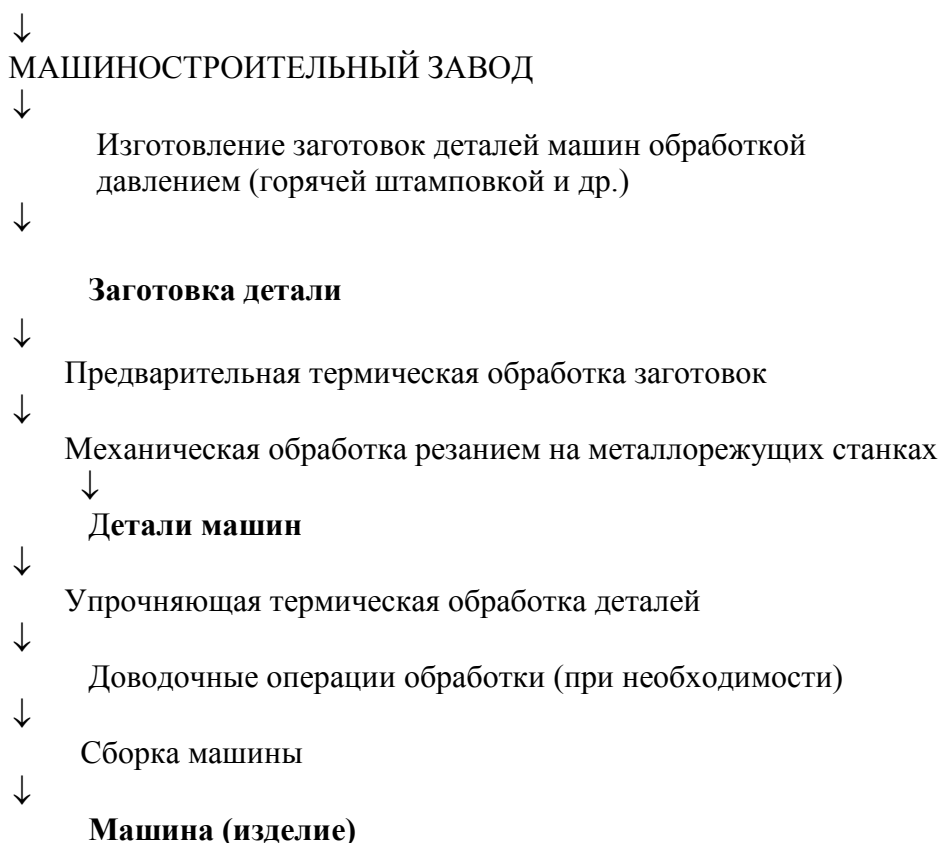 ↓
МАШИНОСТРОИТЕЛЬНЫЙ ЗАВОД
↓
Изготовление заготовок деталей машин обработкой
давлением (горячей штамповкой и др.)
↓
Заготовка детали
↓
Предварительная термическая обработка заготовок
↓
Механическая обработка резанием на металлорежущих станках
↓
Детали машин
↓
Упрочняющая термическая обработка деталей
↓
Доводочные операции обработки (при необходимости)
↓
Сборка машины
↓
Машина (изделие)